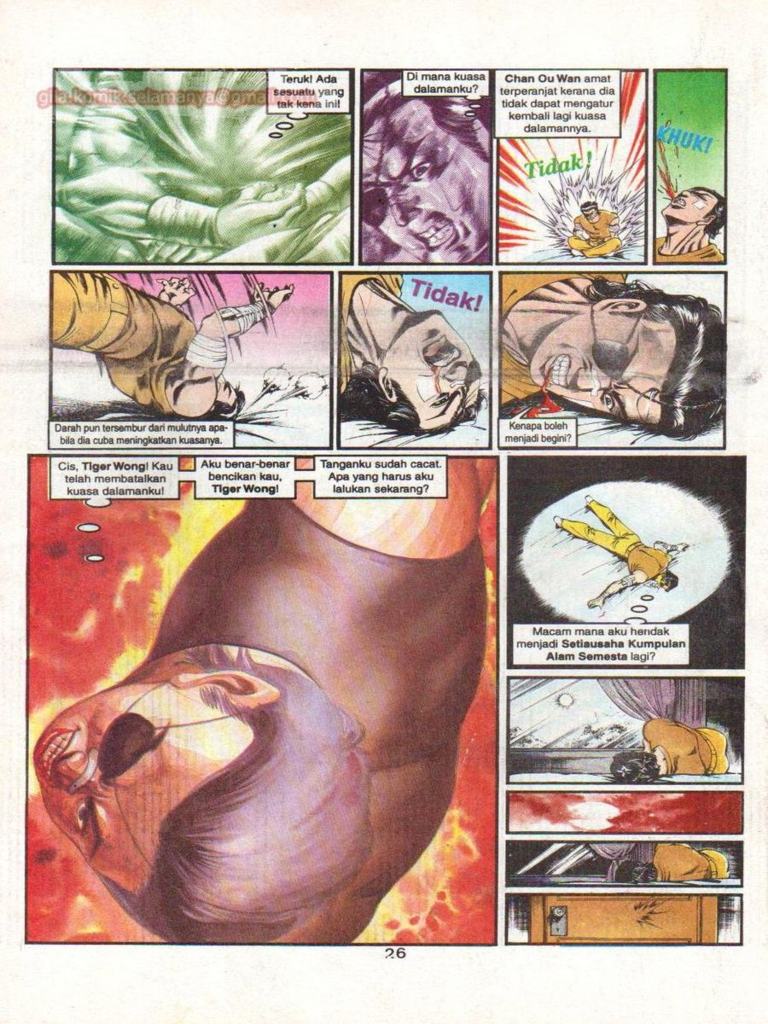 gila-komik-selamanya@gmail.com
Teruk! Ada
sesuatu yang
tak kena ini!
Di mana kuasa
dalamanku?
Chan Ou Wan amat
terperanjat kerana dia
tidak dapat mengatur
kembali lagi kuasa
dalamannya.
Tidak!
KHUK!
Darah pun tersembur dari mulutnya apa-
bila dia cuba meningkatkan kuasanya.
Tidak!
Kenapa boleh
menjadi begini?
Cis, Tiger Wong! Kau
telah membatalkan
kuasa dalamanku!
Aku benar-benar
bencikan kau,
Tiger Wong!
Tanganku sudah cacat.
Apa yang harus aku
lalukan sekarang?
Macam mana aku hendak
menjadi Setiausaha Kumpulan
Alam Semesta lagi?
26